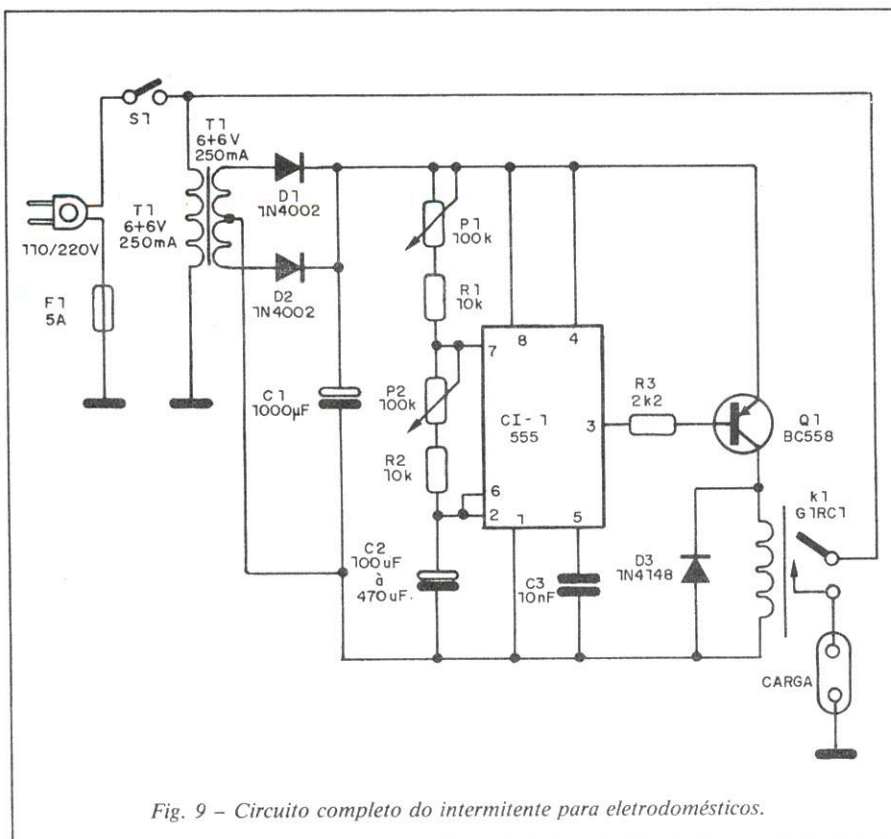 S1
T1
6+6V
250mA
T1
6+6V
250mA
110/220V
F1
5A
D1
1N4002
D2
1N4002
C1
1000µF
P1
100k
R1
10k
P2
100k
R2
10k
C2
100uF
à
470uF.
7
8
4
CI-1
555
3
6
2
1
5
C3
10nF
R3
2k2
Q1
BC558
D3
1N4148
k1
G1RC1
CARGA
Fig. 9 – Circuito completo do intermitente para eletrodomésticos.